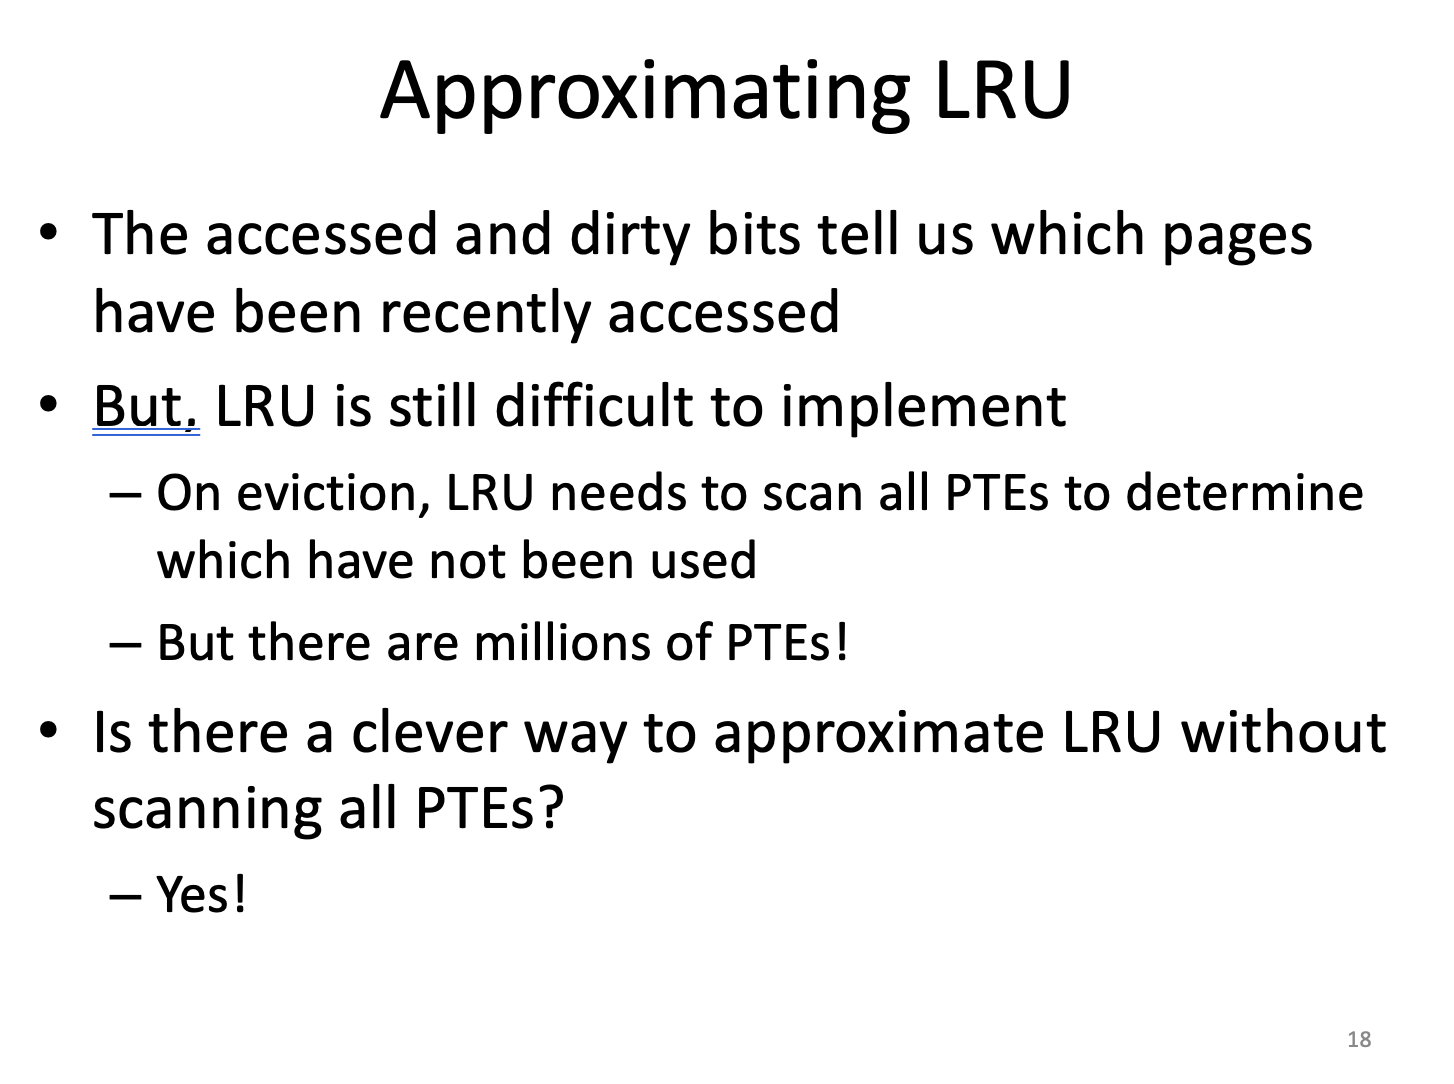 Approximating LRU
• The accessed and dirty bits tell us which pages
have been recently accessed
• But, LRU is still difficult to implement
– On eviction, LRU needs to scan all PTEs to determine
which have not been used
– But there are millions of PTEs!
• Is there a clever way to approximate LRU without
scanning all PTEs?
– Yes!
18